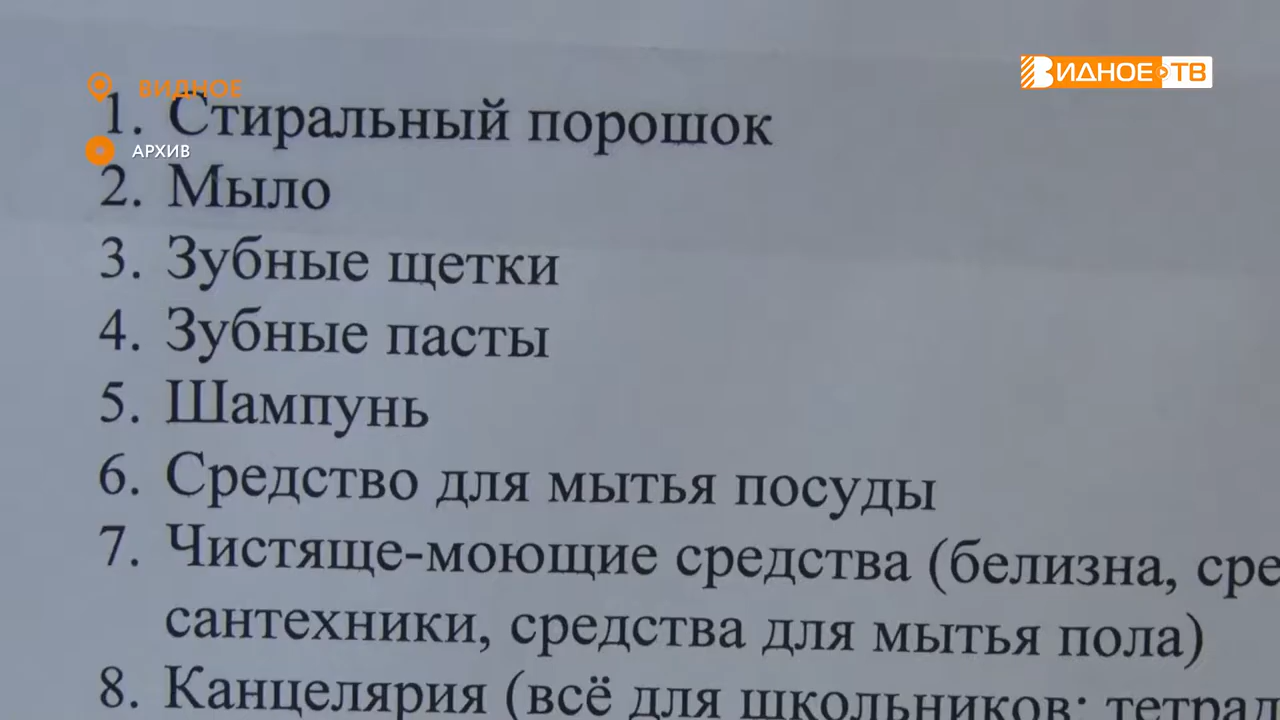 ВИДНОЕ
АРХИВ
ВИДНОЕ ТВ
1. Стиральный порошок
2. Мыло
3. Зубные щетки
4. Зубные пасты
5. Шампунь
6. Средство для мытья посуды
7. Чистяще-моющие средства (белизна,
сантехники, средства для мытья пола)
8. Канцелярия (всё для школьников: